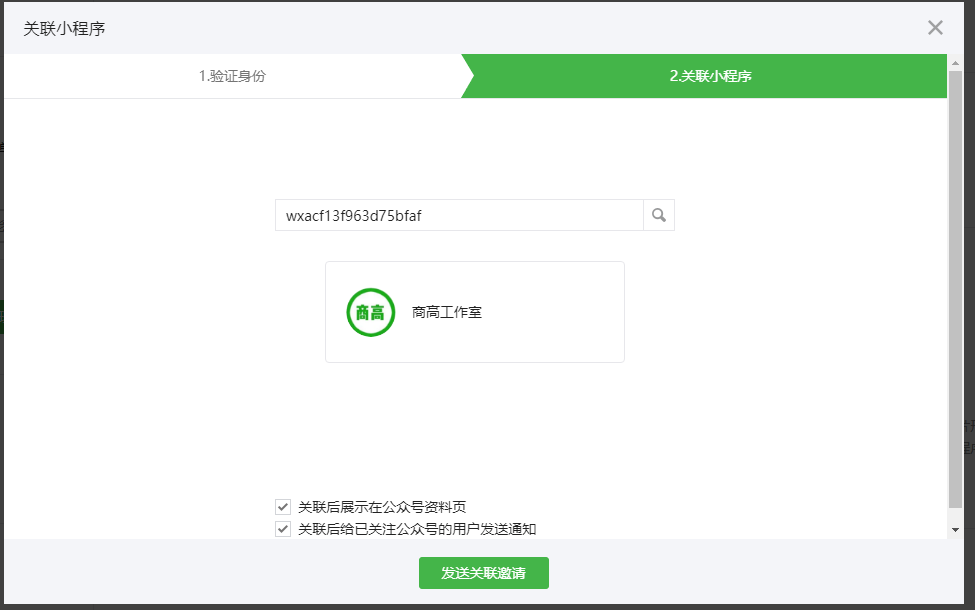 关联小程序
1.验证身份
2.关联小程序
wxacf13f963d75bfaf
商高
商高工作室
关联后展示在公众号资料页
关联后给已关注公众号的用户发送通知
发送关联邀请